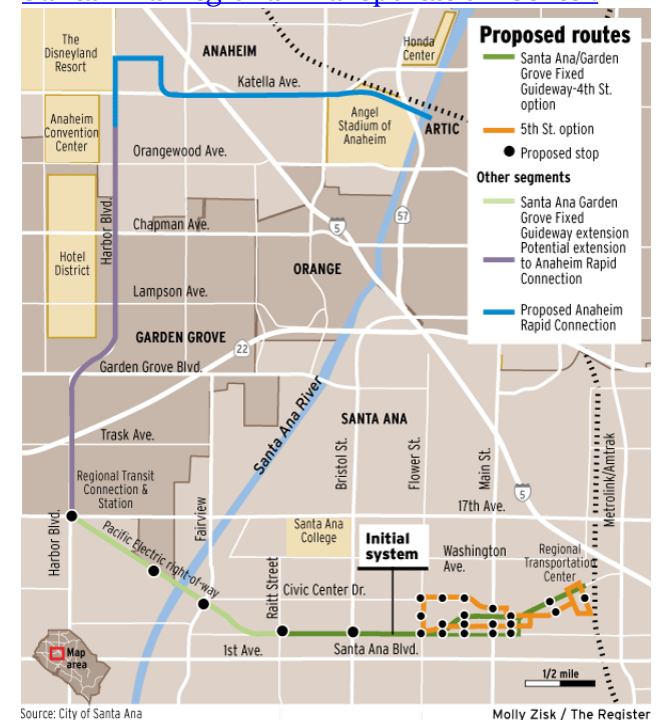 The
Disneyland
Resort
ANAHEIM
Honda
Center
Katella Ave.
Anaheim
Convention
Center
Angel
Stadium of
Anaheim
ARTIC
Orangewood Ave.
Harbor Blvd.
Chapman Ave.
5
57
Hotel
District
ORANGE
Lampson Ave.
GARDEN GROVE
22
Garden Grove Blvd.
Santa Ana River
SANTA ANA
Trask Ave.
Bristol St.
Flower St.
Main St.
5
Metrolink/Amtrak
Regional Transit
Connection &
Station
17th Ave.
Harbor Blvd.
Fairview
Pacific Electric right-of-way
Santa Ana
College
Initial
system
Washington
Ave.
Regional
Transportation
Center
Raitt Street
Civic Center Dr.
1st Ave.
Santa Ana Blvd.
Map
area
1/2 mile
Proposed routes
Santa Ana/Garden
Grove Fixed
Guideway-4th St.
option
5th St. option
Proposed stop
Other segments
Santa Ana Garden
Grove Fixed
Guideway extension
Potential extension
to Anaheim Rapid
Connection
Proposed Anaheim
Rapid Connection
Source: City of Santa Ana
Molly Zisk / The Register